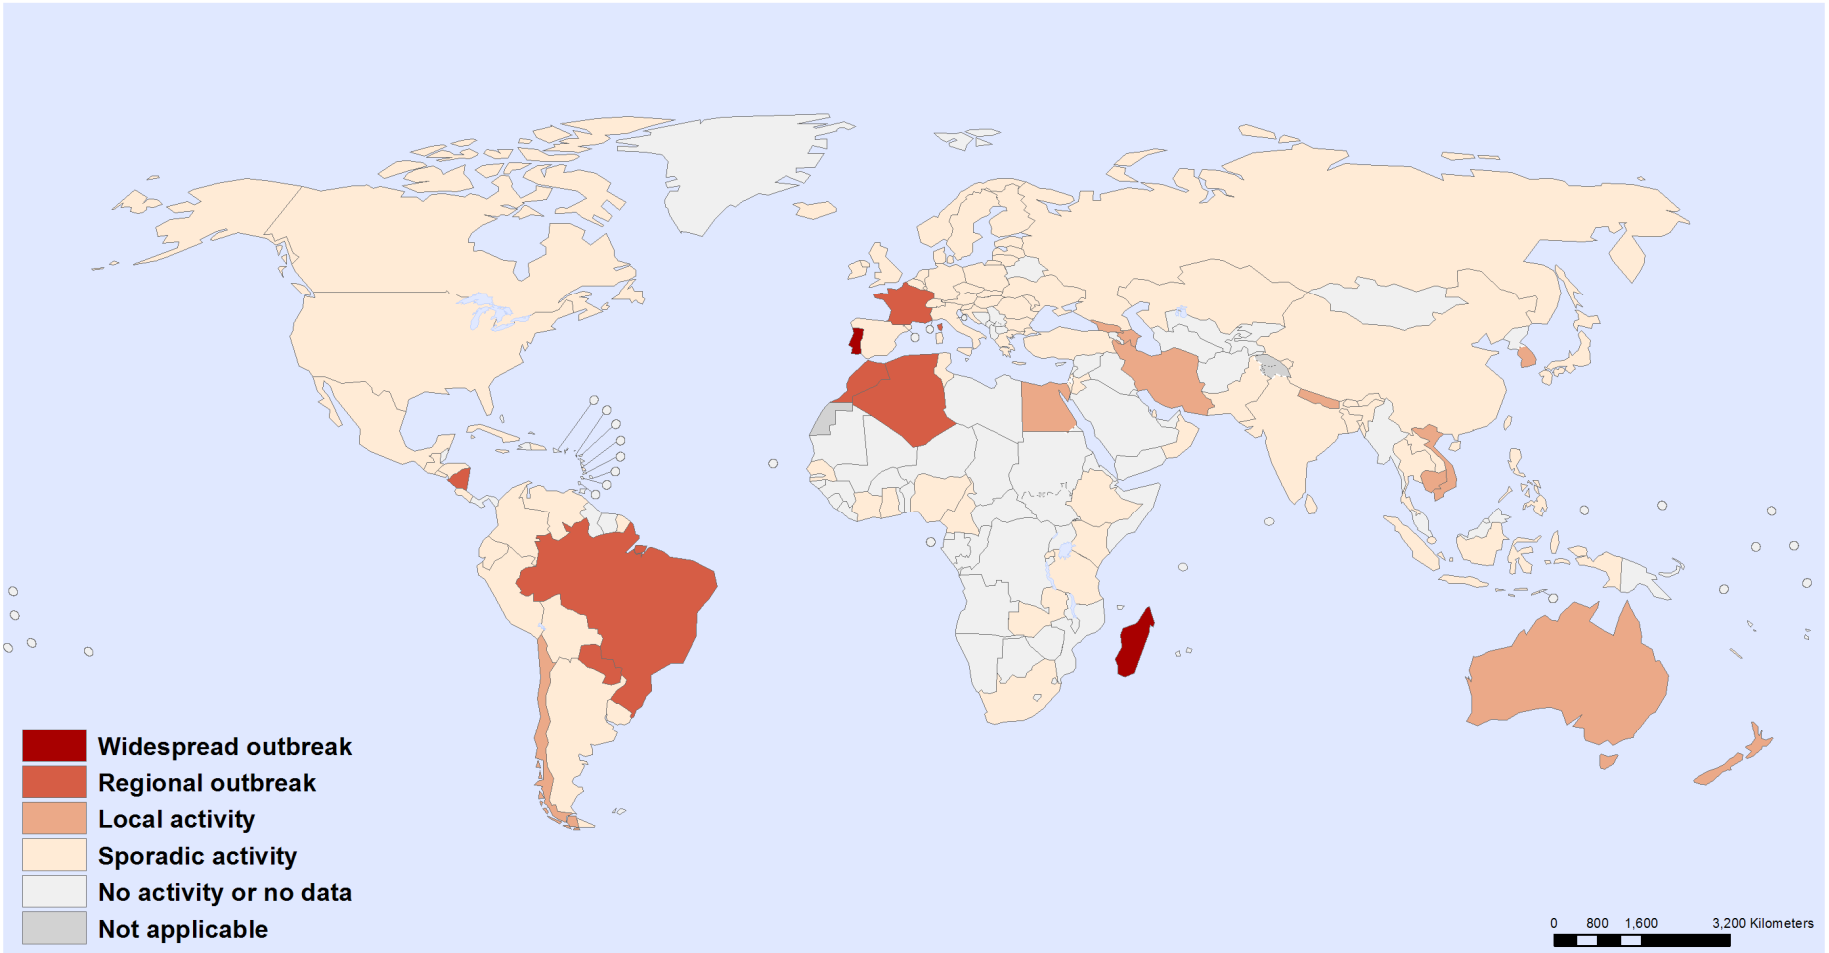 Widespread outbreak
Regional outbreak
Local activity
Sporadic activity
No activity or no data
Not applicable
0 800 1,600 3,200 Kilometers